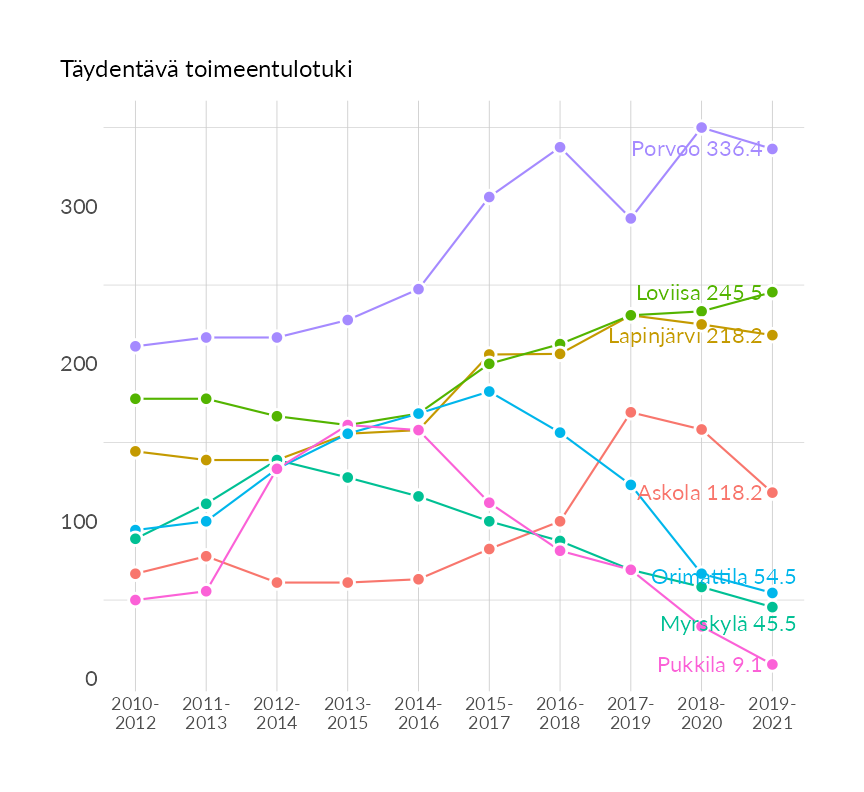 Täydentävä toimeentulotuki
Porvoo 336.4
300
Loviisa 245.5
Lapinjärvi 218.2
200
Askola 118.2
100
Orimattila 54.5
Myrskylä 45.5
Pukkila 9.1
0
2010- 2011- 2012- 2013- 2014- 2015- 2016- 2017- 2018- 2019-
2012 2013 2014 2015 2016 2017 2018 2019 2020 2021